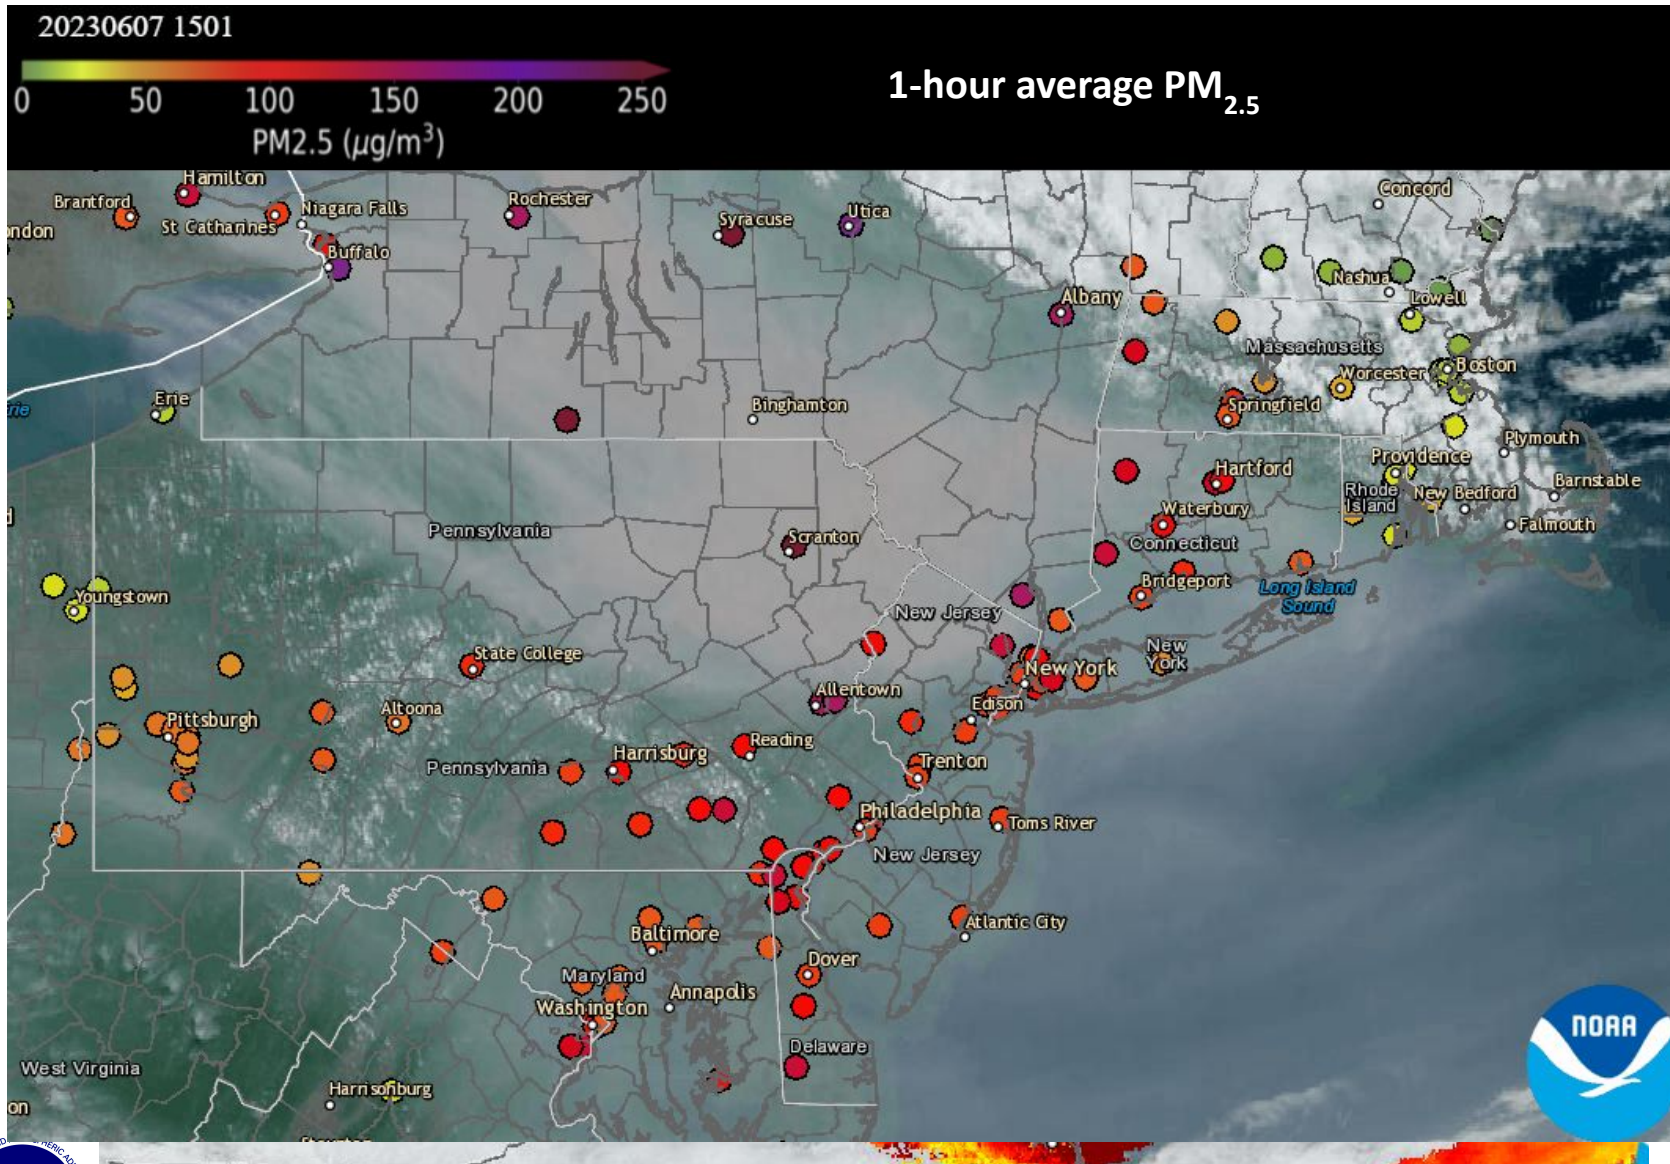 20230607 1501
1-hour average PM2.5
0 50 100 150 200 250
PM2.5 (μg/m³)
Hamilton
Concord
Brantford
Rochester
Niagara Falls
Utica
Syracuse
St Catharines
ondon
Buffalo
Nashua
Albany
Lowell
Massachusetts
Boston
Worcester
Erie
rie
Binghamton
Springfield
Plymouth
Providence
Hartford
Barnstable
Rhode
Island
New Bedford
Waterbury
Falmouth
Pennsylvania
Scranton
Connecticut
Bridgeport
Long Island
Sound
Youngstown
New Jersey
New
York
State College
New York
Allentown
Edison
Altoona
Pittsburgh
Reading
Harrisburg
Trenton
Pennsylvania
Philadelphia
Toms River
New Jersey
Atlantic City
Baltimore
Dover
Maryland
Annapolis
Washington
NOAA
Delaware
West Virginia
Harrisonburg
on